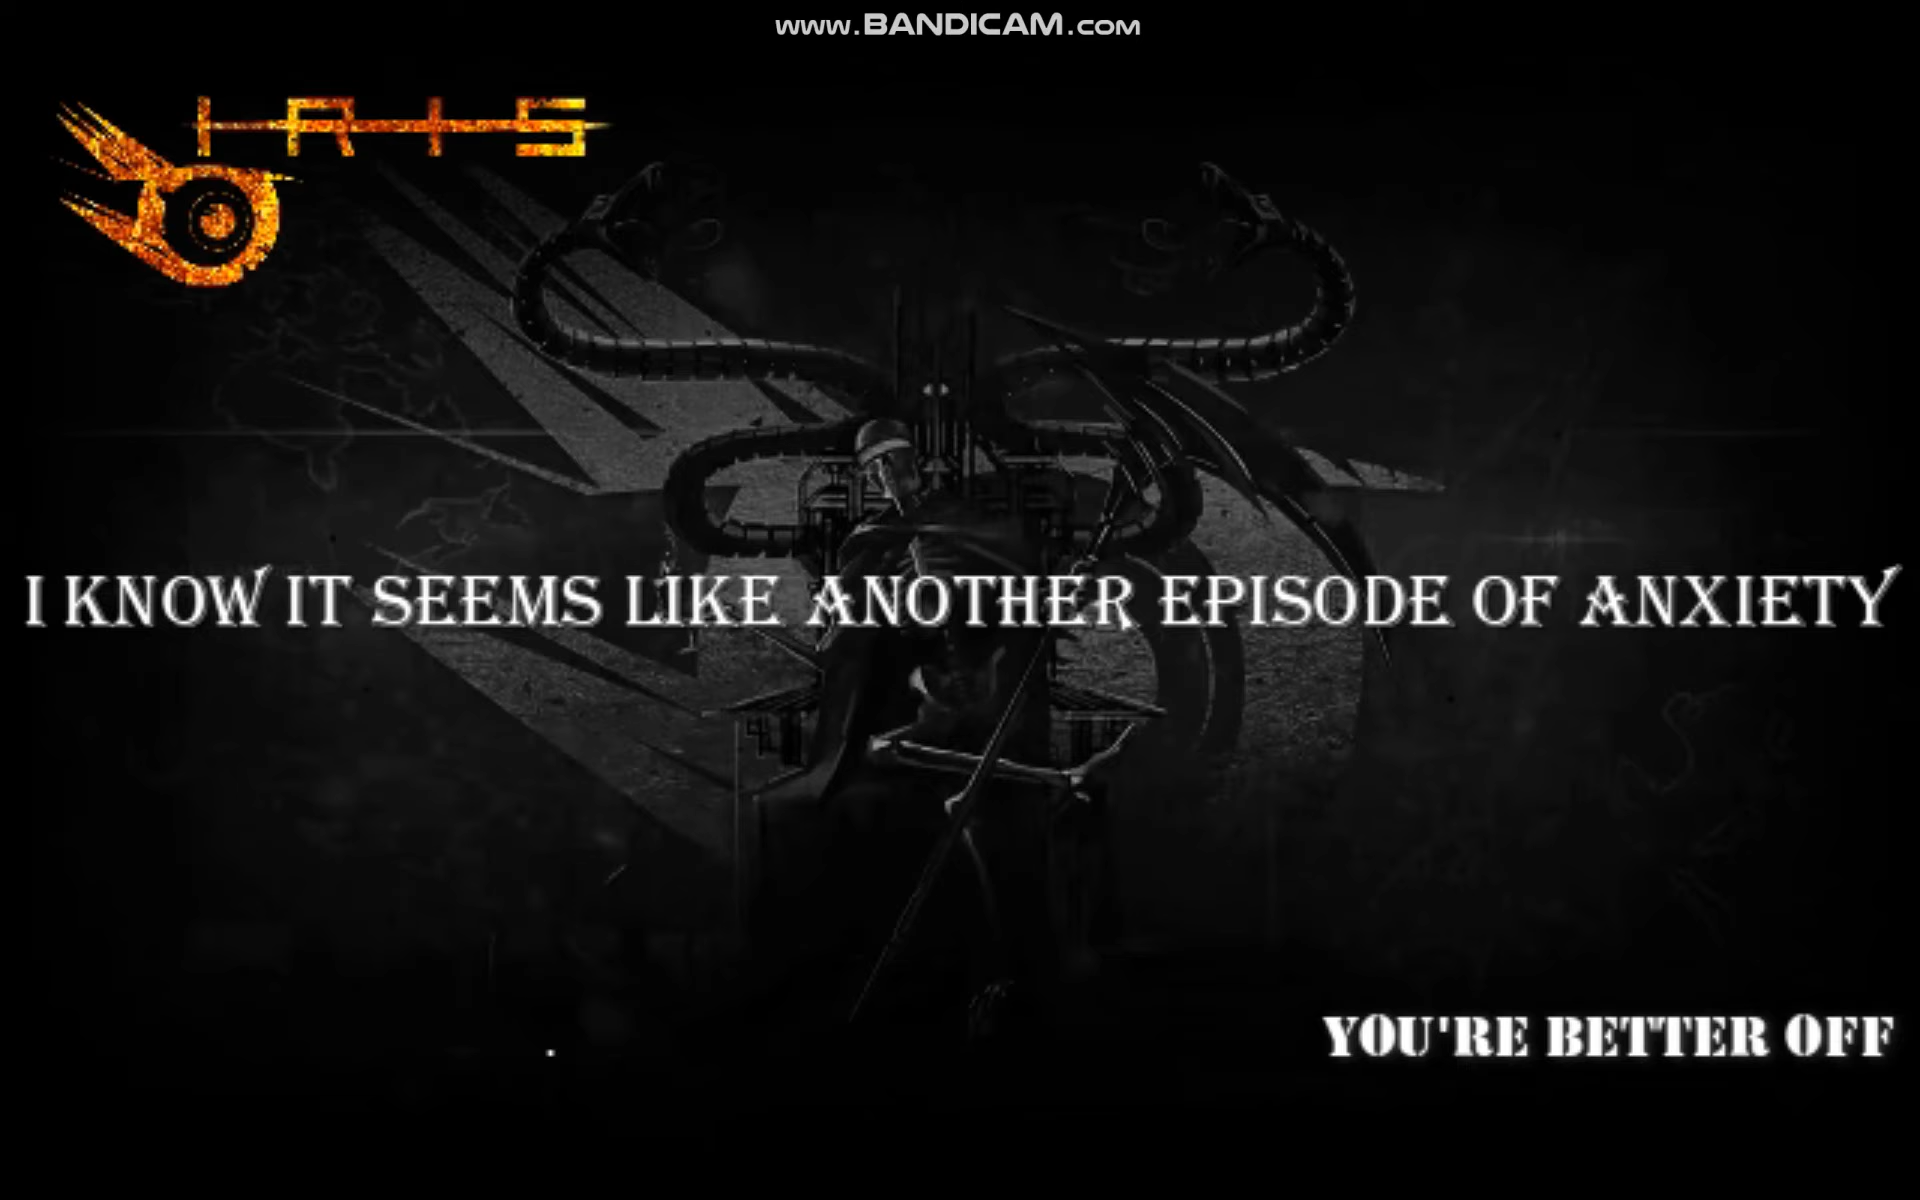 www.BANDICAM.com
IRIS
I KNOW IT SEEMS LIKE ANOTHER EPISODE OF ANXIETY
YOU'RE BETTER OFF